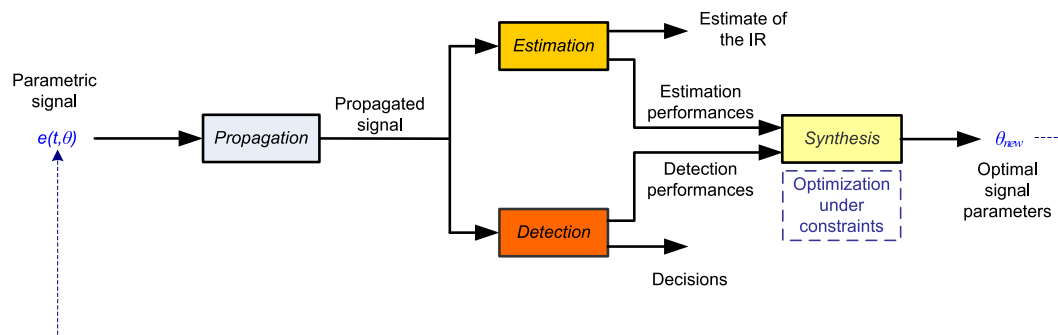 Parametric
signal
e(t,θ)
Propagation
Propagated
signal
Estimation
Estimate of
the IR
Estimation
performances
Detection
performances
Detection
Decisions
Synthesis
Optimization
under
constraints
θnew
Optimal
signal
parameters